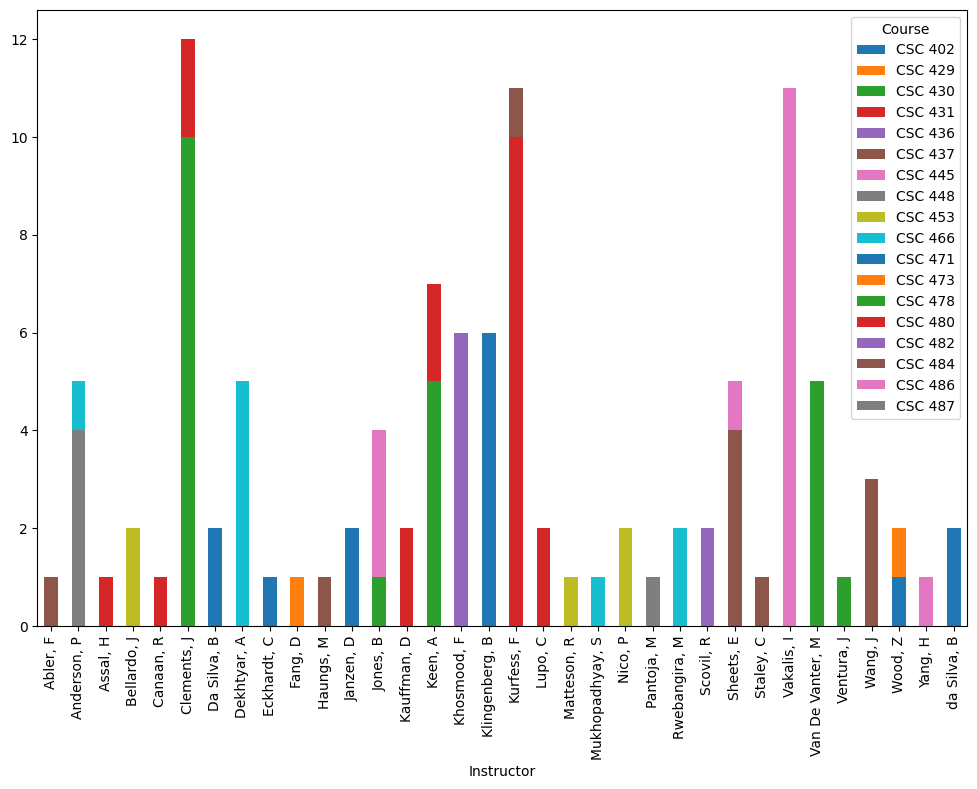 12
10
8
6
4
2
0
Course
CSC 402
CSC 429
CSC 430
CSC 431
CSC 436
CSC 437
CSC 445
CSC 448
CSC 453
CSC 466
CSC 471
CSC 473
CSC 478
CSC 480
CSC 482
CSC 484
CSC 486
CSC 487
Abler, F
Anderson, P
Assal, H
Bellardo, J
Canaan, R
Clements, J
Da Silva, B
Dekhtyar, A
Eckhardt, C
Fang, D
Haungs, M
Janzen, D
Jones, B
Kauffman, D
Keen, A
Khosmood, F
Klingenberg, B
Kurfess, F
Lupo, C
Matteson, R
Mukhopadhyay, S
Nico, P
Pantoja, M
Rwebangira, M
Scovil, R
Sheets, E
Staley, C
Vakalis, I
Van De Vanter, M
Ventura, J
Wang, J
Wood, Z
Yang, H
da Silva, B
Instructor